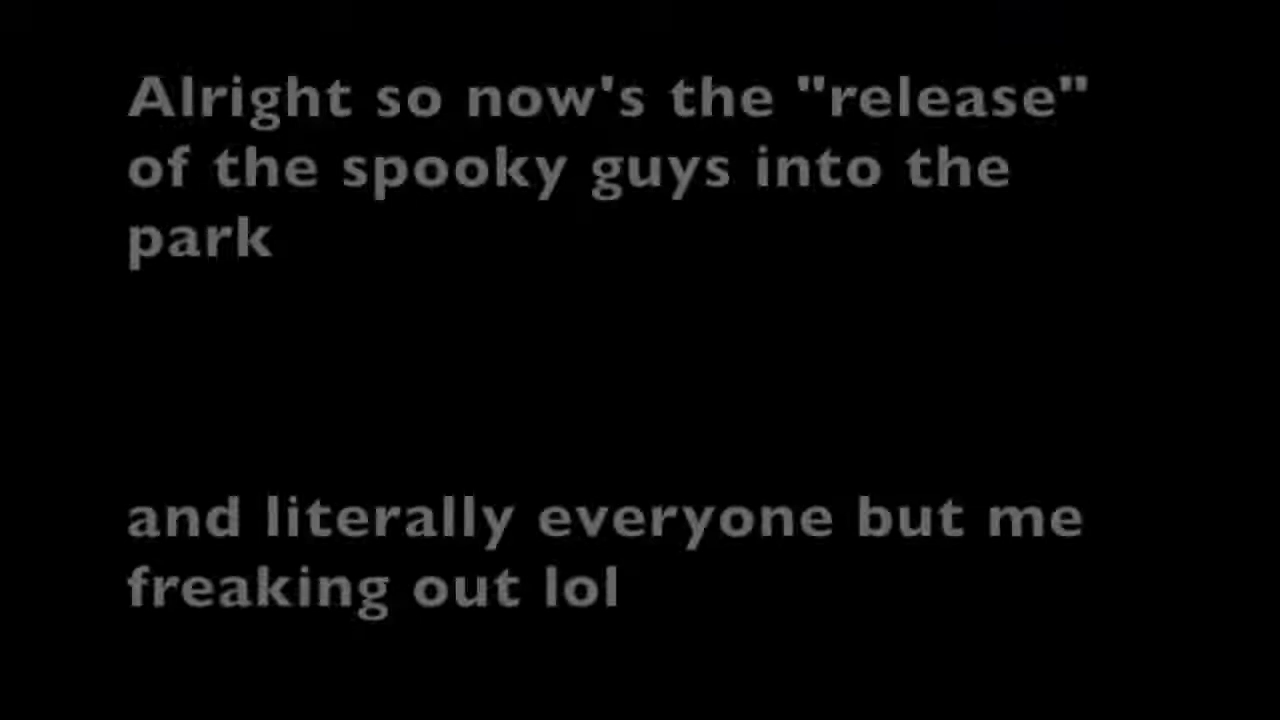 Alright so now's the "release"
of the spooky guys into the
park
and literally everyone but me
freaking out lol